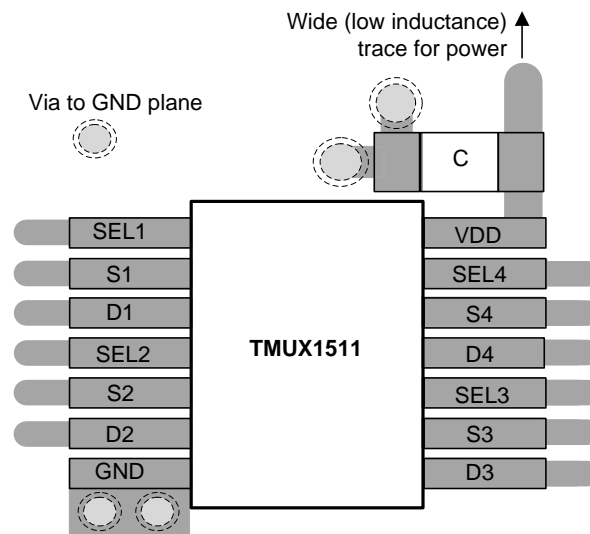 Wide (low inductance)
trace for power
Via to GND plane
C
SEL1
S1
D1
SEL2
S2
D2
GND
TMUX1511
VDD
SEL4
S4
D4
SEL3
S3
D3